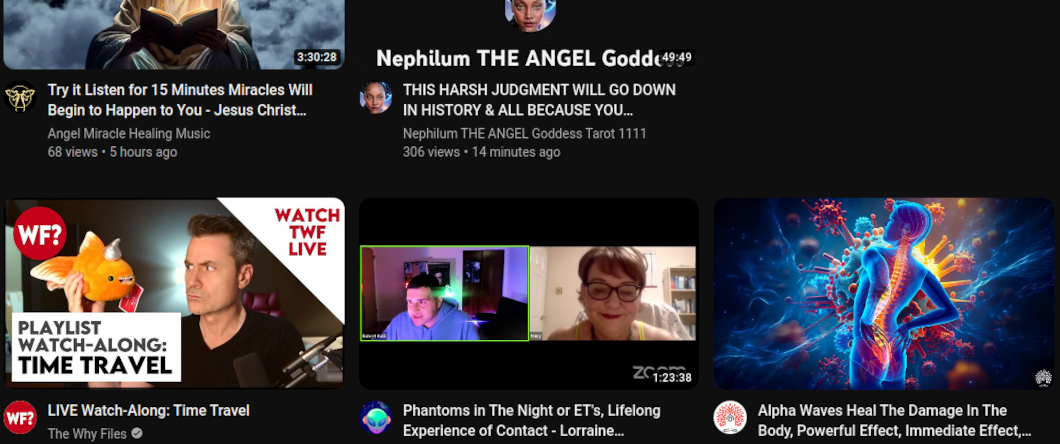 3:30:28
Try it Listen for 15 Minutes Miracles Will
Begin to Happen to You - Jesus Christ...
Angel Miracle Healing Music
68 views • 5 hours ago
Nephilum THE ANGEL Godde
49:49
THIS HARSH JUDGMENT WILL GO DOWN
IN HISTORY & ALL BECAUSE YOU...
Nephilum THE ANGEL Goddess Tarot 1111
306 views • 14 minutes ago
WF?
WATCH
TWF
LIVE
PLAYLIST
WATCH-ALONG:
TIME TRAVEL
WF?
LIVE Watch-Along: Time Travel
The Why Files
zoom
1:23:38
Phantoms in The Night or ET's, Lifelong
Experience of Contact - Lorraine...
Alpha Waves Heal The Damage In The
Body, Powerful Effect, Immediate Effect,...